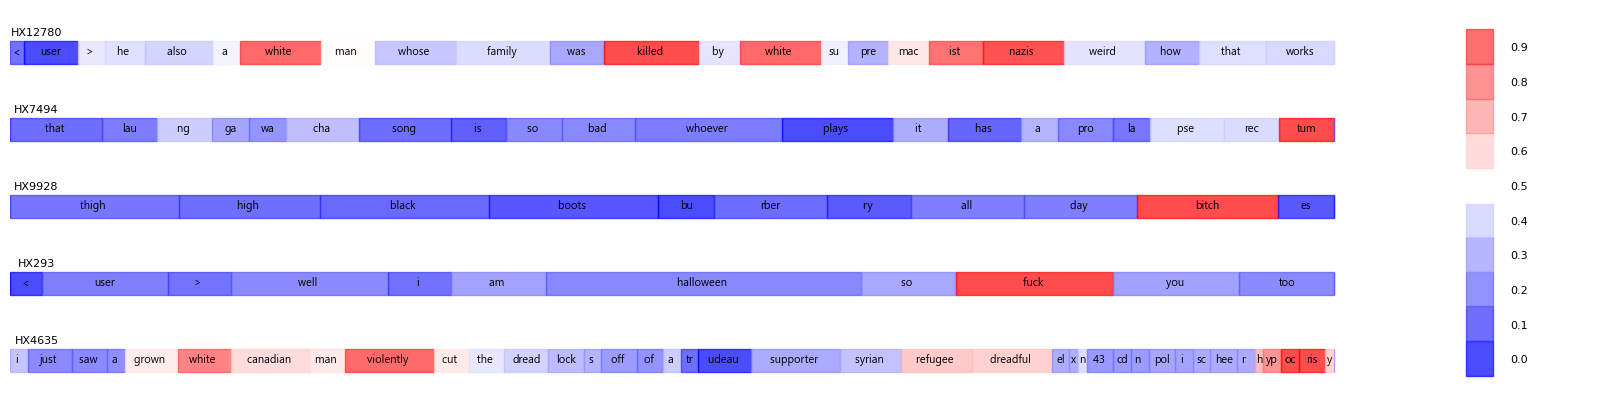 HX12780
< user > he also a white man whose family was killed by white su pre mac ist nazis weird how that works
HX7494
that lau ng ga wa cha song is so bad whoever plays it has a pro la pse rec tum
HX9928
thigh high black boots bu rber ry all day bitch es
HX293
< user > well i am halloween so fuck you too
HX4635
i just saw a grown white canadian man violently cut the dread lock s off of a tr udeau supporter syrian refugee dreadful el x n 43 cd n pol i sc hee r h yp oc ris y
0.9
0.8
0.7
0.6
0.5
0.4
0.3
0.2
0.1
0.0